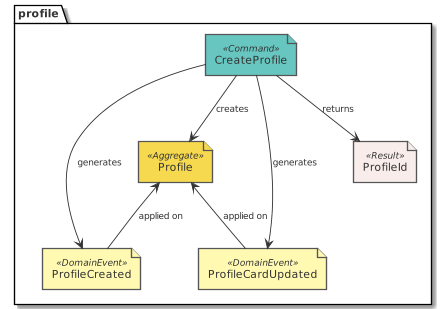 profile
«Command»
CreateProfile
creates
returns
generates
generates
«Aggregate»
Profile
«Result»
ProfileId
applied on
applied on
«DomainEvent»
ProfileCreated
«DomainEvent»
ProfileCardUpdated